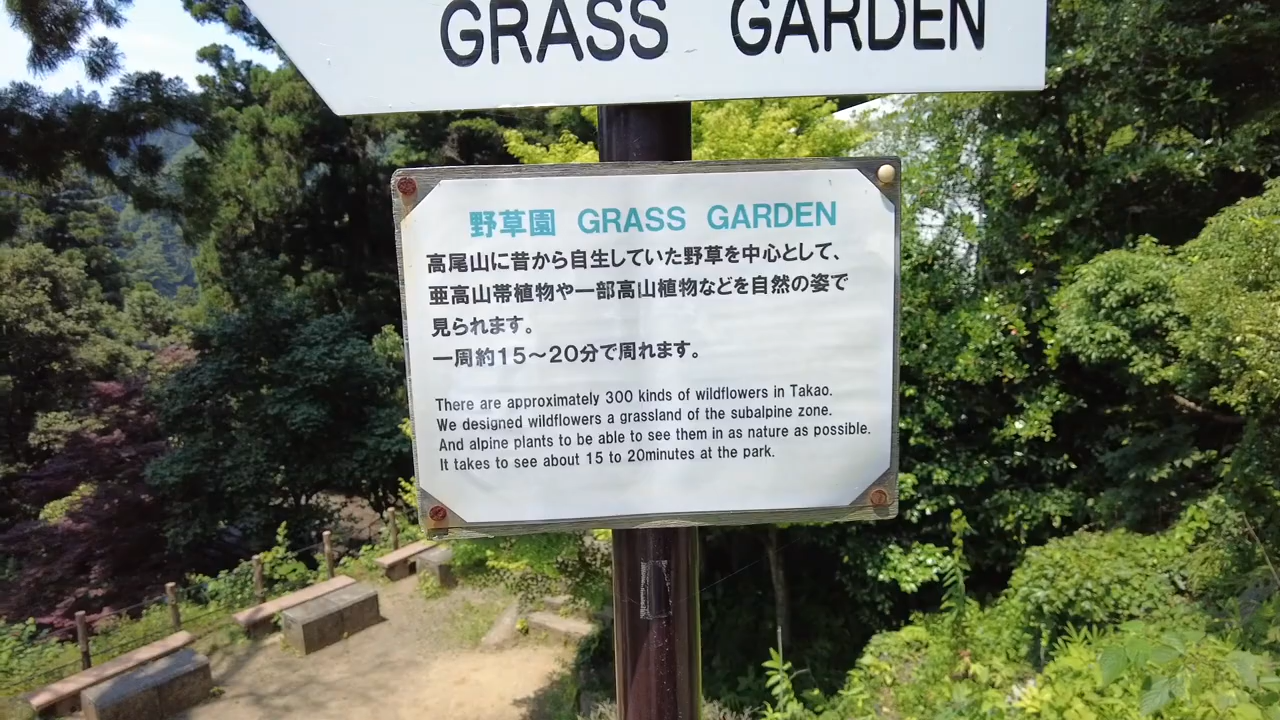 GRASS GARDEN
野草園 GRASS GARDEN
高尾山に昔から自生していた野草を中心として、
亜高山帯植物や一部高山植物などを自然の姿で
見られます。
一周約15～20分で周れます。
There are approximately 300 kinds of wildflowers in Takao.
We designed wildflowers a grassland of the subalpine zone.
And alpine plants to be able to see them in as nature as possible.
It takes to see about 15 to 20minutes at the park.